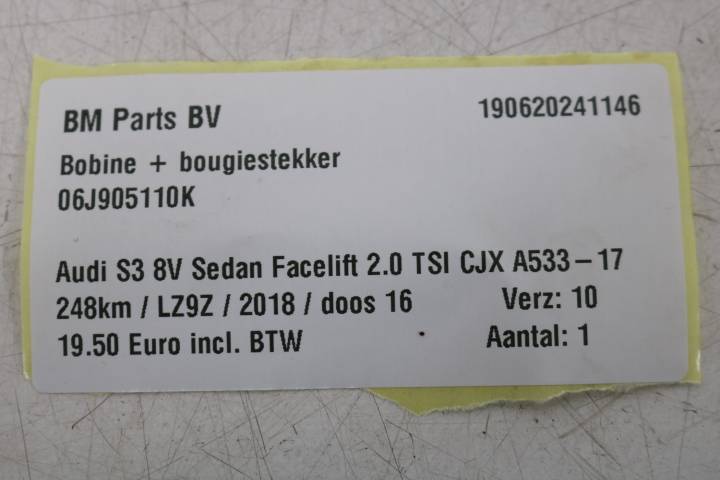 BM Parts BV 190620241146
Bobine + bougiestekker
06J905110K
Audi S3 8V Sedan Facelift 2.0 TSI CJX A533-17
248km / LZ9Z / 2018 / doos 16 Verz: 10
19.50 Euro incl. BTW Aantal: 1